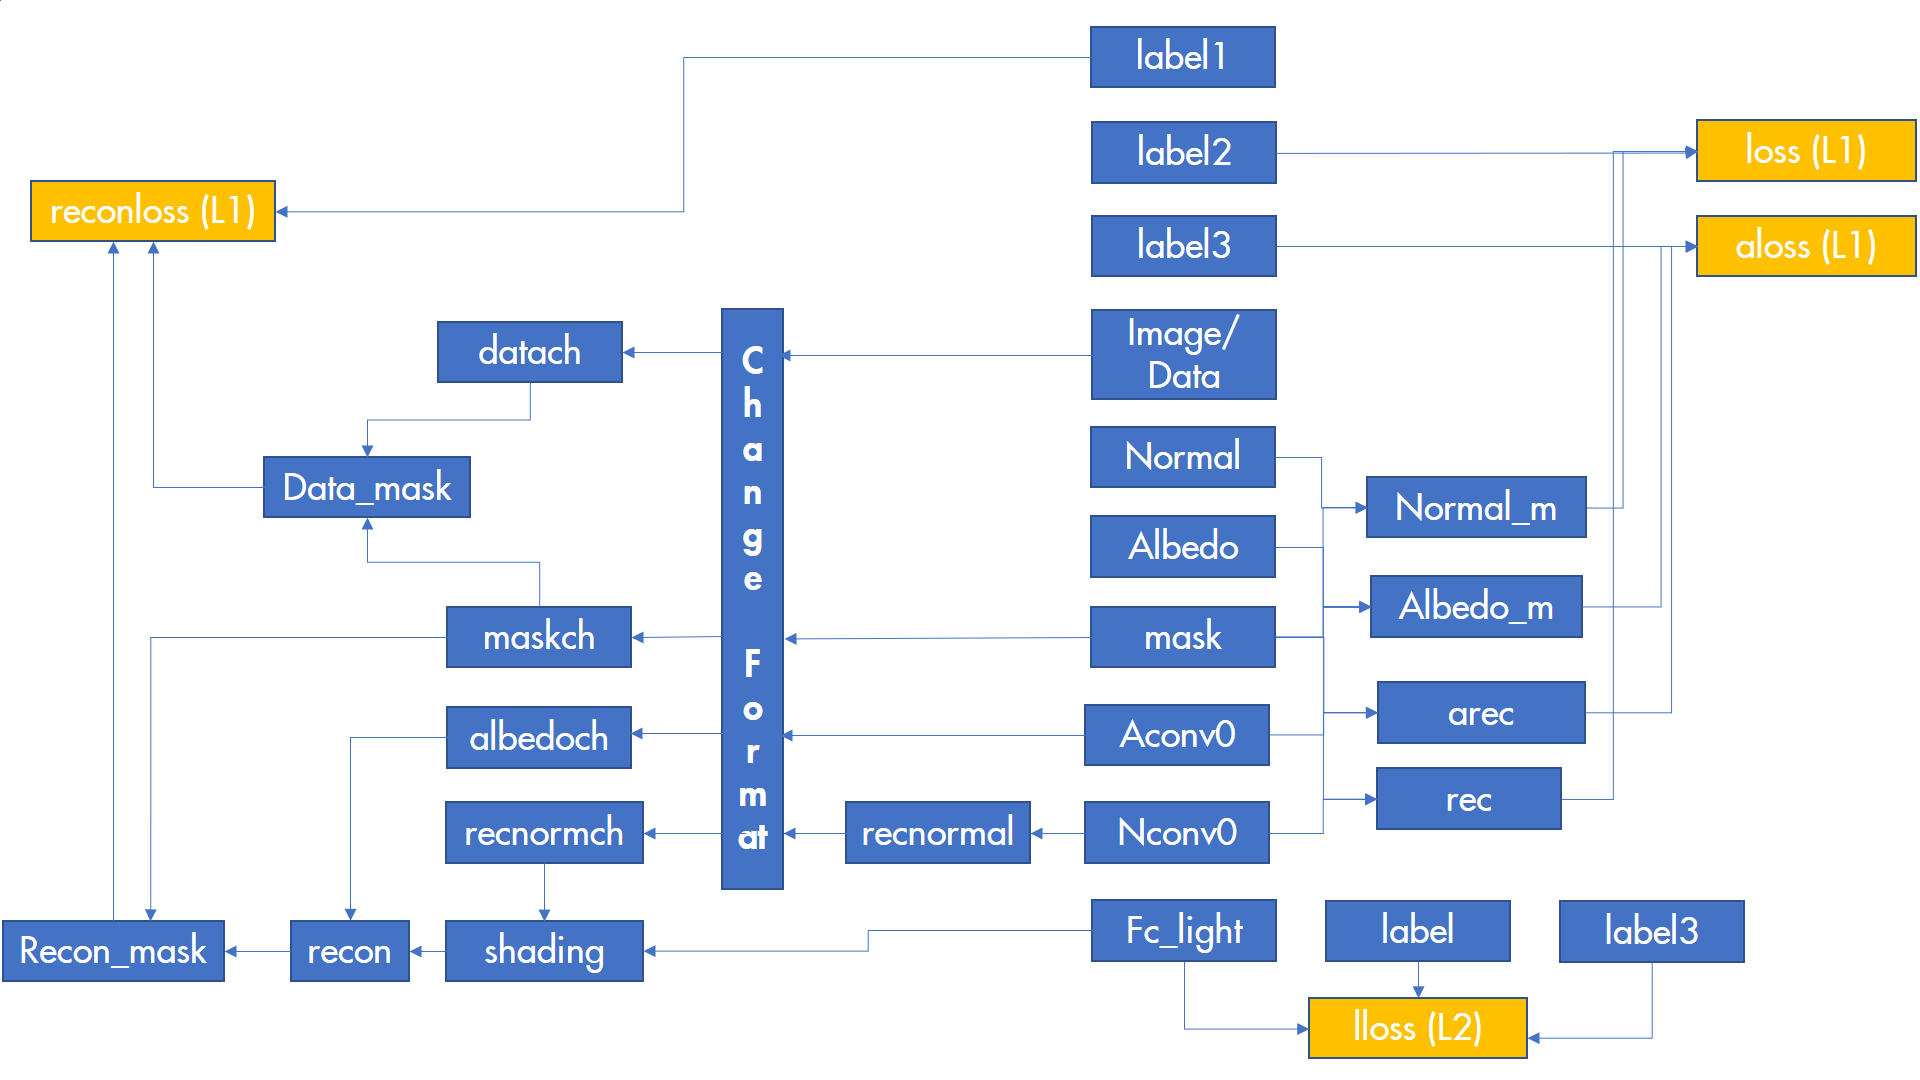 label1
label2
loss (L1)
reconloss (L1)
label3
aloss (L1)
Image/
Data
datach
Change Format
Normal
Data_mask
Normal_m
Albedo
Albedo_m
maskch
mask
arec
albedoch
Aconv0
rec
recnormch
recnormal
Nconv0
Recon_mask
recon
shading
Fc_light
label
label3
lloss (L2)